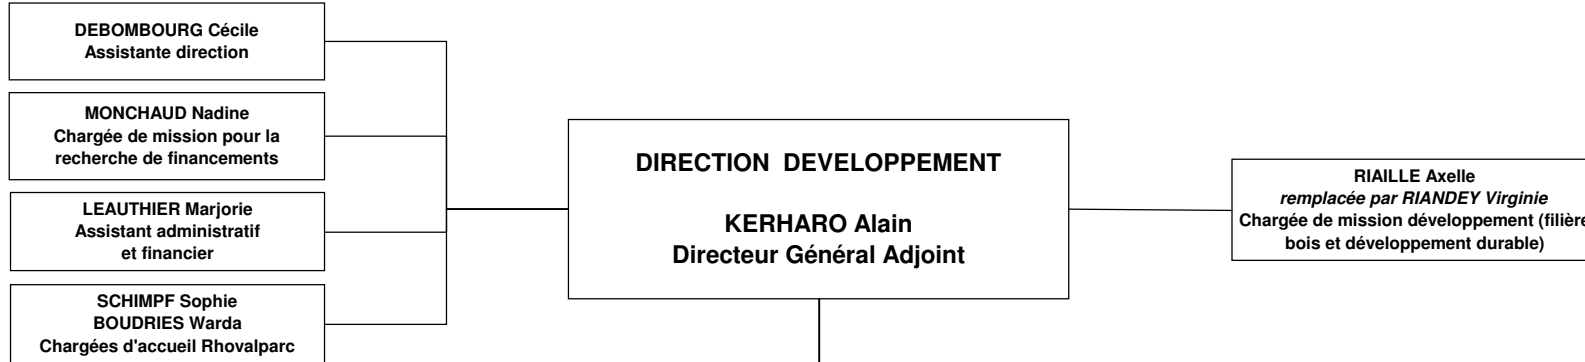 DEBOMBOURG Cécile
Assistante direction
MONCHAUD Nadine
Chargée de mission pour la
recherche de financements
LEAUTHIER Marjorie
Assistant administratif
et financier
SCHIMPF Sophie
BOUDRIES Warda
Chargées d'accueil Rhovalparc
DIRECTION DEVELOPPEMENT
KERHARO Alain
Directeur Général Adjoint
RIAILLE Axelle
remplacée par RIANDEY Virginie
Chargée de mission développement (filière
bois et développement durable)